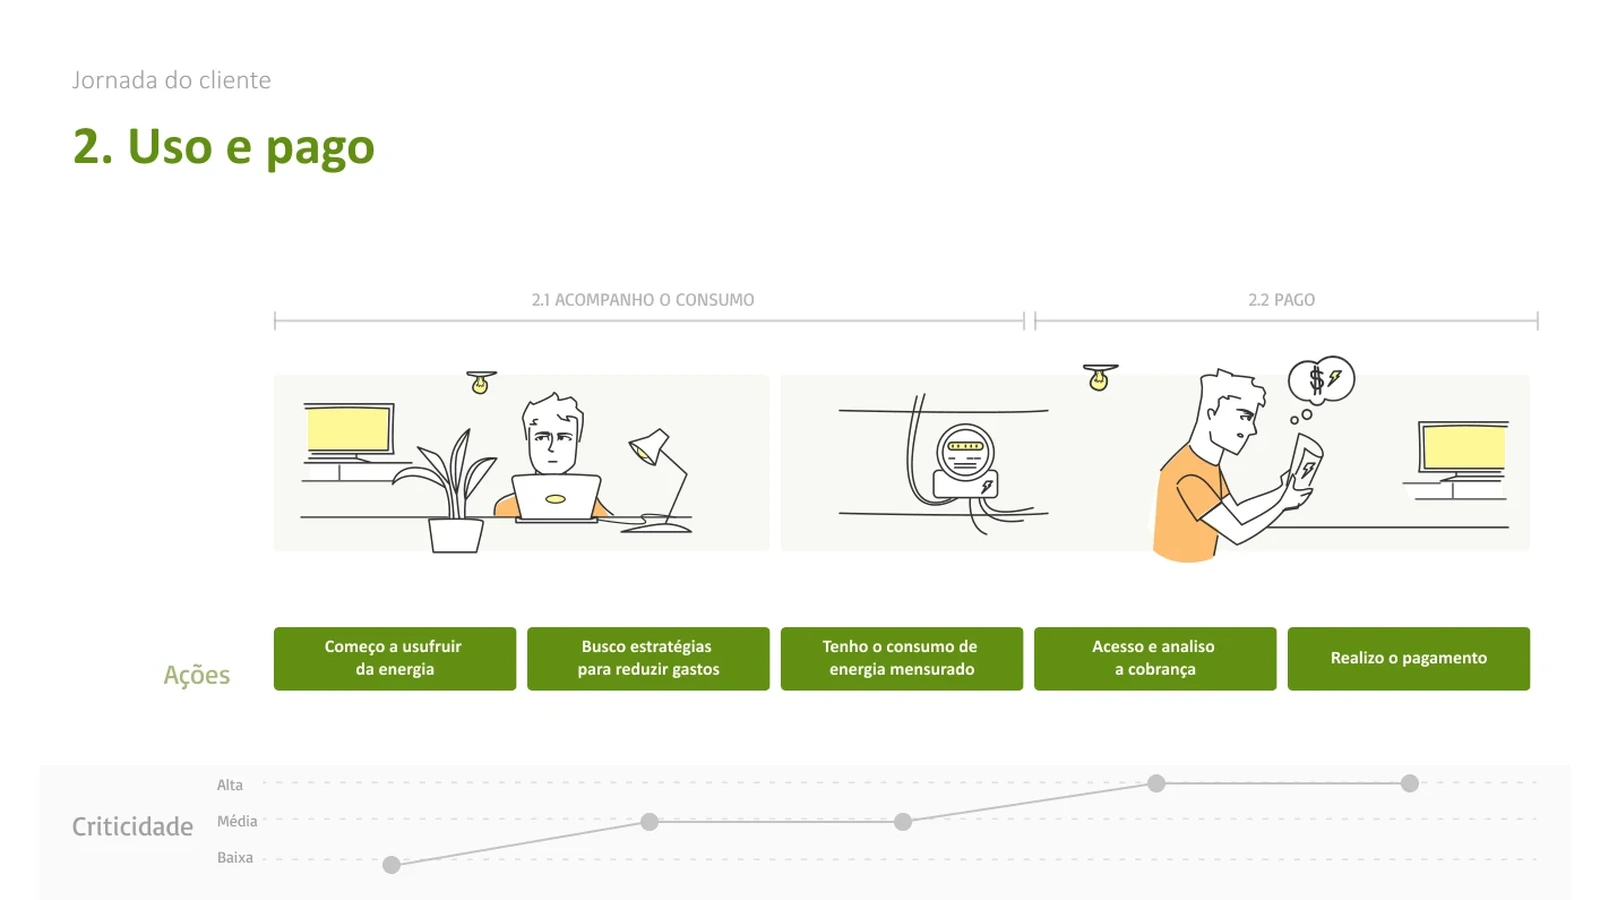 Jornada do cliente
2. Uso e pago
2.1 ACOMPANHO O CONSUMO
2.2 PAGO
$
Ações
Começo a usufruir
da energia
Busco estratégias
para reduzir gastos
Tenho o consumo de
energia mensurado
Acesso e analiso
a cobrança
Realizo o pagamento
Criticidade
Alta
Média
Baixa